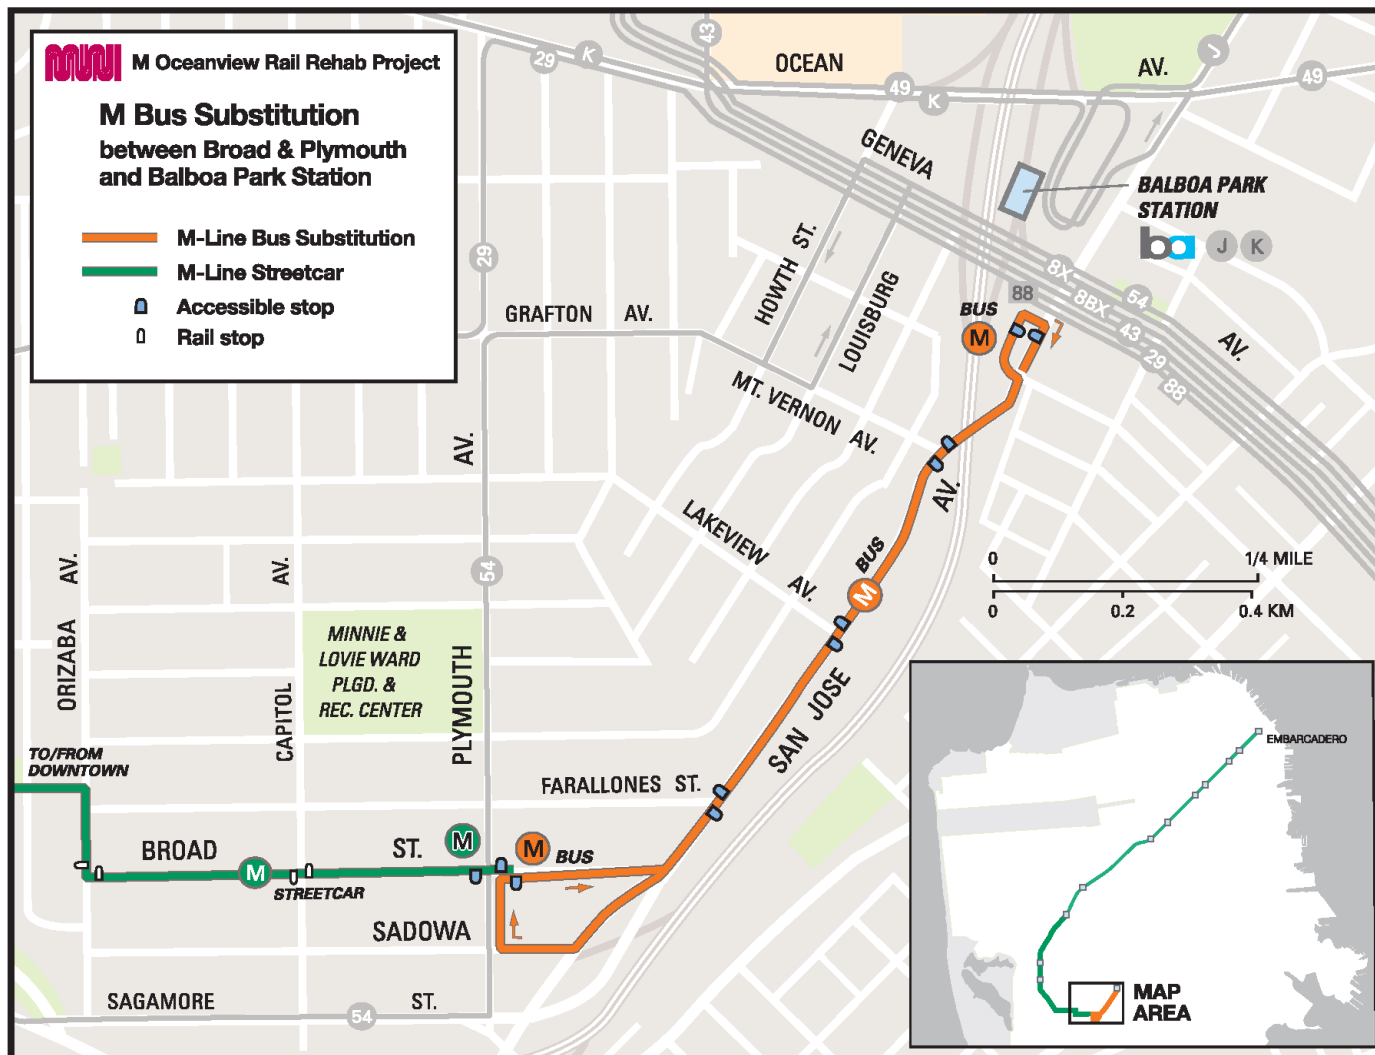 MUNI M Oceanview Rail Rehab Project
M Bus Substitution
between Broad & Plymouth
and Balboa Park Station
M-Line Bus Substitution
M-Line Streetcar
Accessible stop
Rail stop
43
29
K
OCEAN
AV.
J
49
K
49
GENEVA
BALBOA PARK
STATION
ba J K
29
HOWTH ST.
LOUISBURG
8X
54
88
8BX
43
29
88
AV.
BUS
M
GRAFTON AV.
MT. VERNON AV.
AV.
AV.
LAKEVIEW AV.
BUS
M
0 1/4 MILE
0 0.2 0.4 KM
54
ORIZABA AV.
CAPITOL AV.
PLYMOUTH
MINNIE &
LOVIE WARD
PLGD. &
REC. CENTER
SAN JOSE
EMBARCADERO
TO/FROM
DOWNTOWN
FARALLONES ST.
BROAD ST.
M
M
BUS
M
STREETCAR
SADOWA
SAGAMORE ST.
54
MAP
AREA